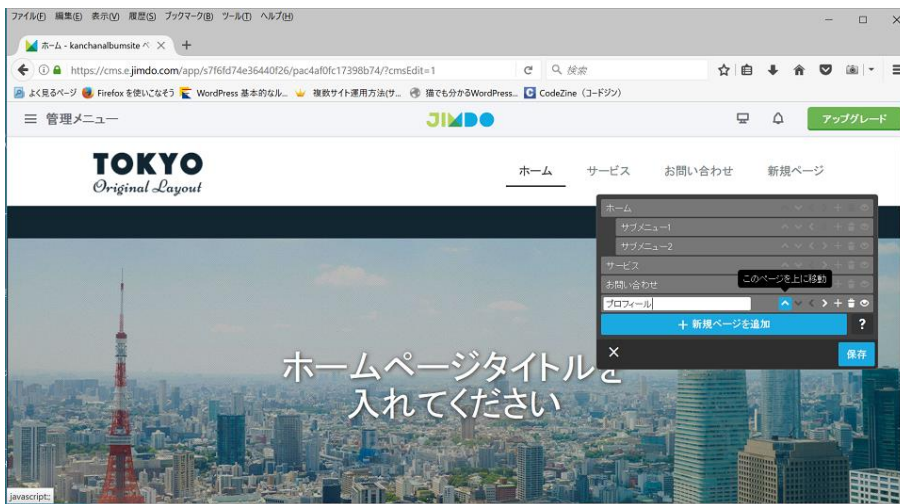 ファイル(F) 編集(E) 表示(V) 履歴(S) ブックマーク(B) ツール(T) ヘルプ(H)
ホーム - kanchanalbumsite ペ
https://cms.e.jimdo.com/app/s7f6fd74e36440f26/pac4af0fc17398b74/?cmsEdit=1
検索
よく見るページ Firefox を使いこなそう WordPress 基本的なル... 複数サイト運用方法(サ... 猫でも分かるWordPress... CodeZine（コードジン）
管理メニュー
JIMDO
アップグレード
TOKYO
Original Layout
ホーム サービス お問い合わせ 新規ページ
ホーム
サブメニュー1
サブメニュー2
サービス
このページを上に移動
お問い合わせ
プロフィール
+ 新規ページを追加 ?
保存
ホームページタイトルを
入れてください
javascript:;